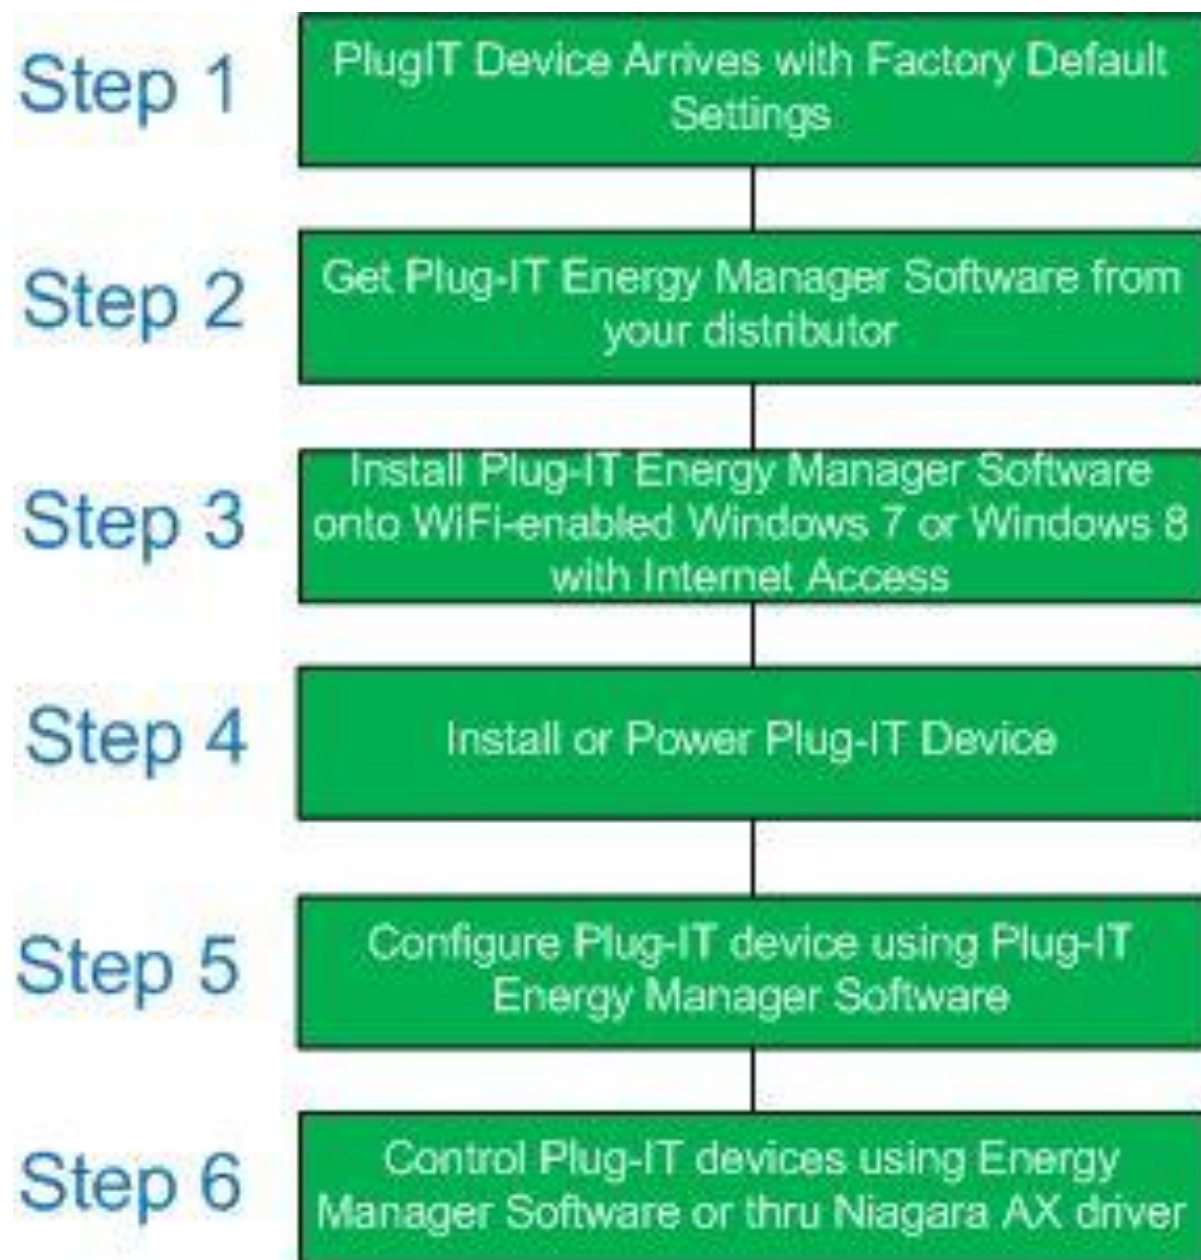 Step 1
PlugIT Device Arrives with Factory Default
Settings
Step 2
Get Plug-IT Energy Manager Software from
your distributor
Step 3
Install Plug-IT Energy Manager Software
onto WiFi-enabled Windows 7 or Windows 8
with Internet Access
Step 4
Install or Power Plug-IT Device
Step 5
Configure Plug-IT device using Plug-IT
Energy Manager Software
Step 6
Control Plug-IT devices using Energy
Manager Software or thru Niagara AX driver